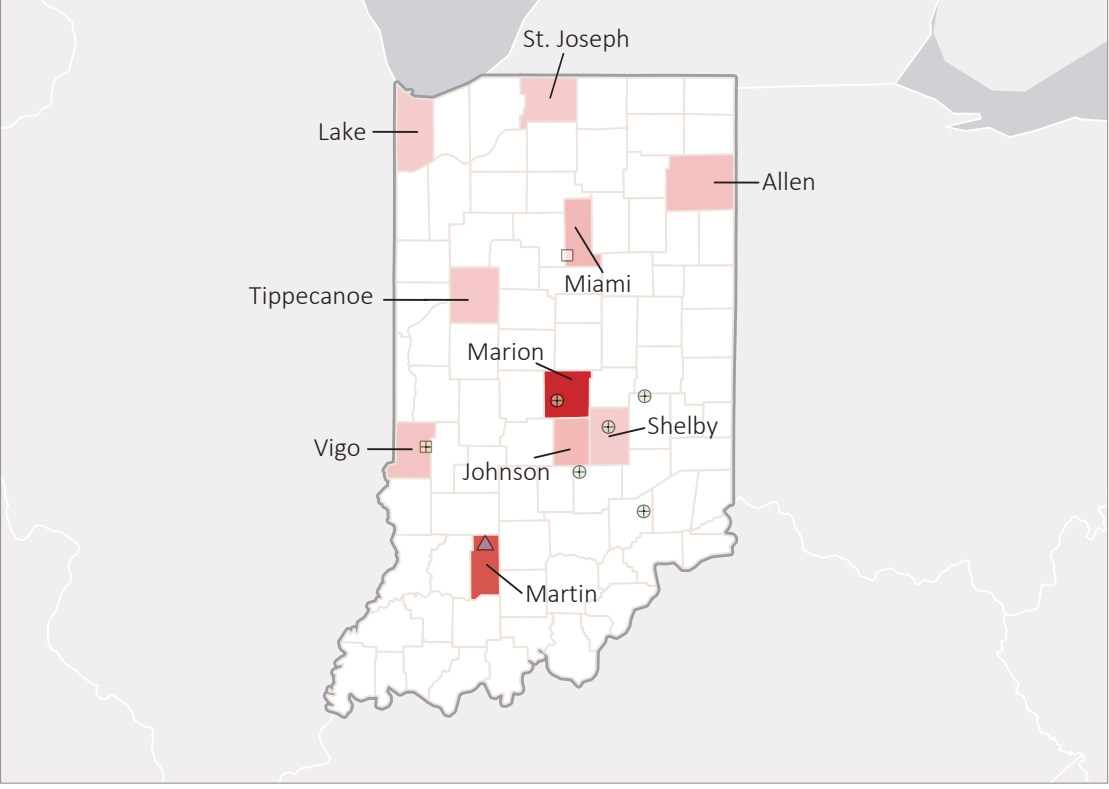 St. Joseph
Lake
Allen
Miami
Tippecanoe
Marion
Shelby
Vigo
Johnson
Martin